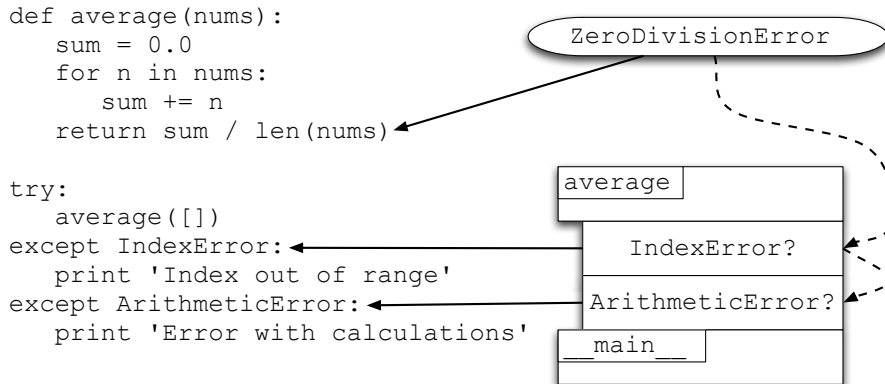 def average(nums):
   sum = 0.0
   for n in nums:
      sum += n
   return sum / len(nums)
try:
   average([])
except IndexError:
   print 'Index out of range'
except ArithmeticError:
   print 'Error with calculations'
ZeroDivisionError
average
IndexError?
ArithmeticError?
__main__